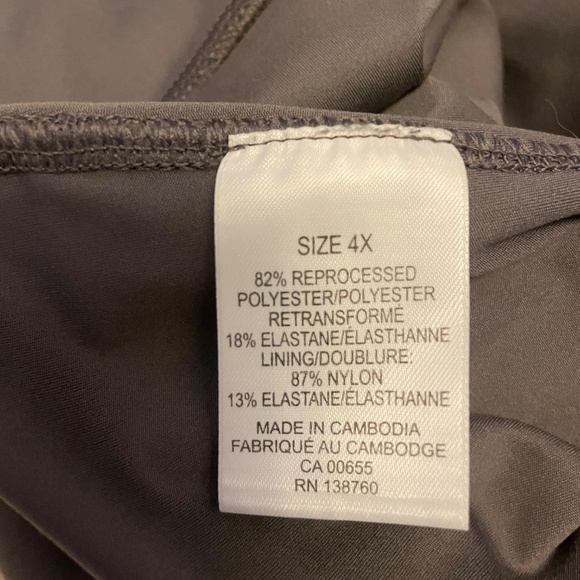 SIZE 4X
82% REPROCESSED
POLYESTER/POLYESTER
RETRANSFORMÉ
18% ELASTANE/ÉLASTHANNE
LINING/DOUBLURE:
87% NYLON
13% ELASTANE/ÉLASTHANNE
MADE IN CAMBODIA
FABRIQUÉ AU CAMBODGE
CA 00655
RN 138760